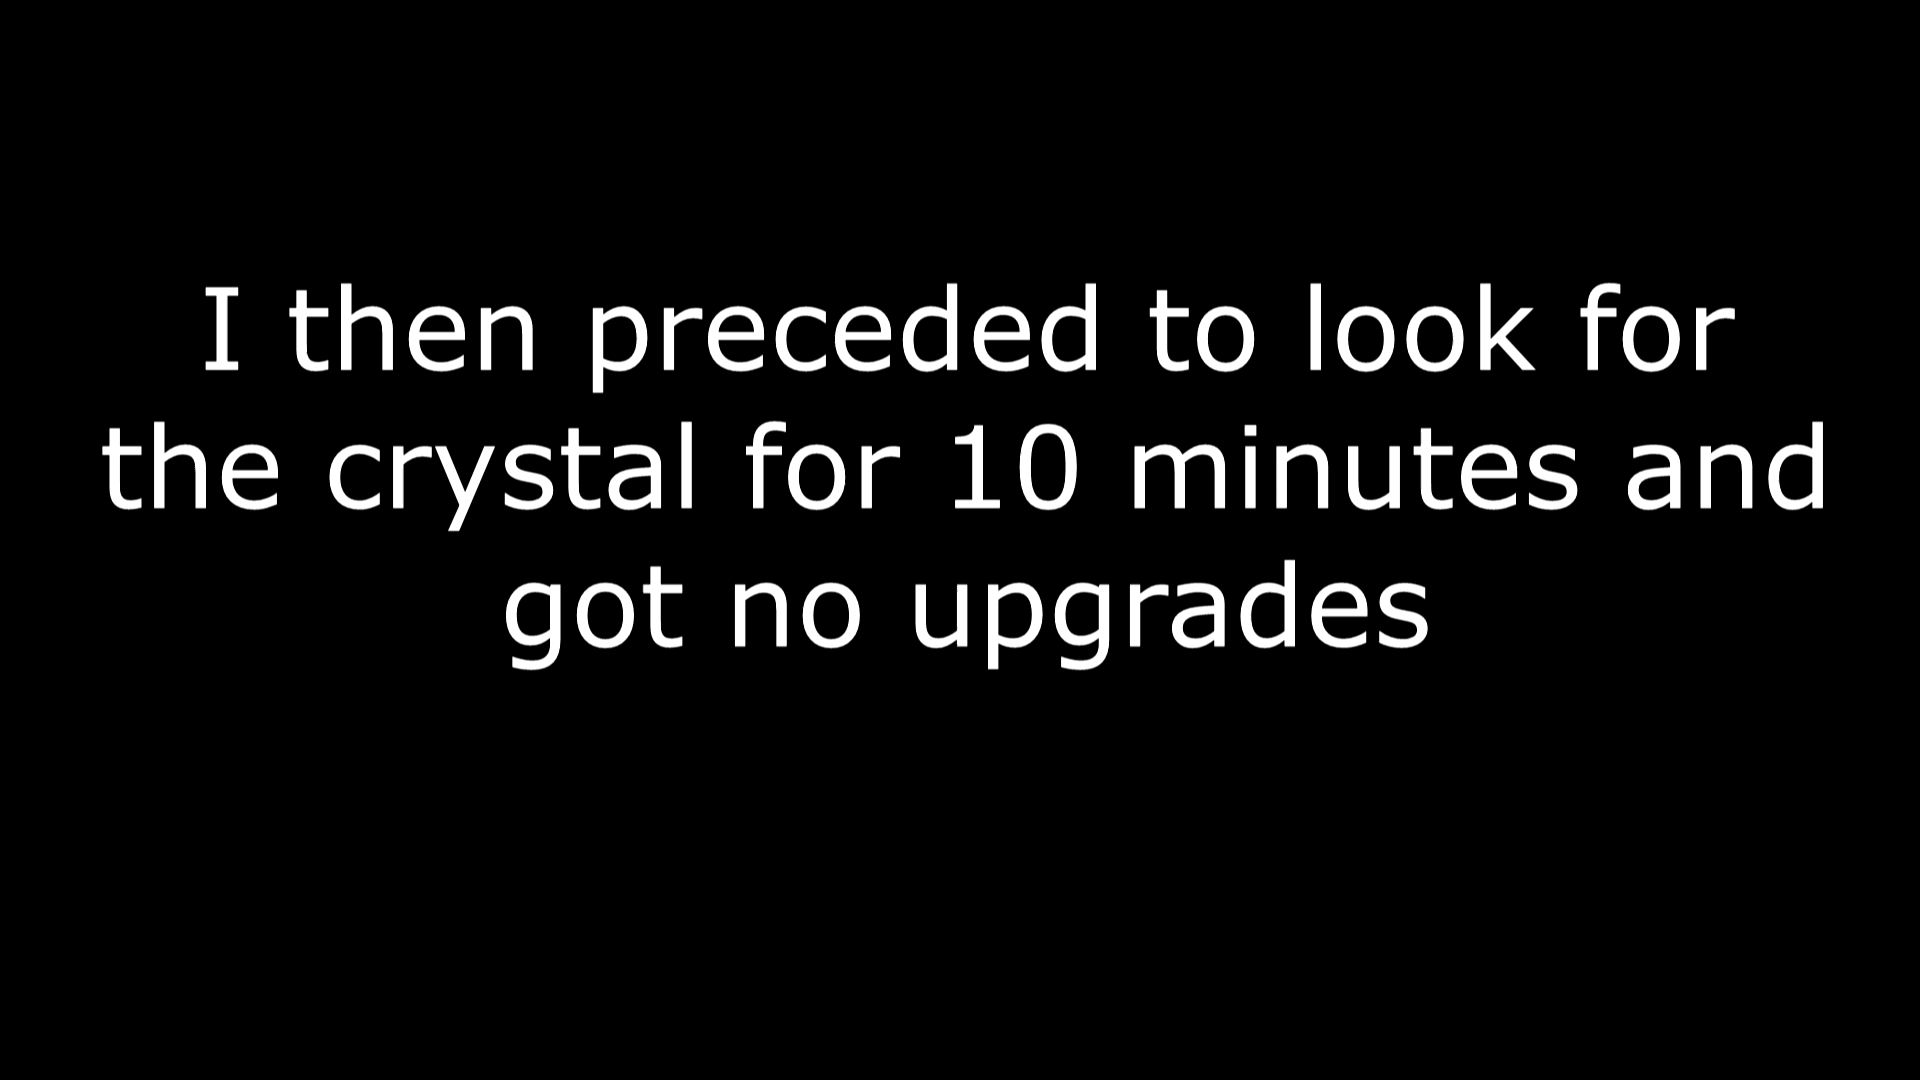 I then preceded to look for
the crystal for 10 minutes and
got no upgrades